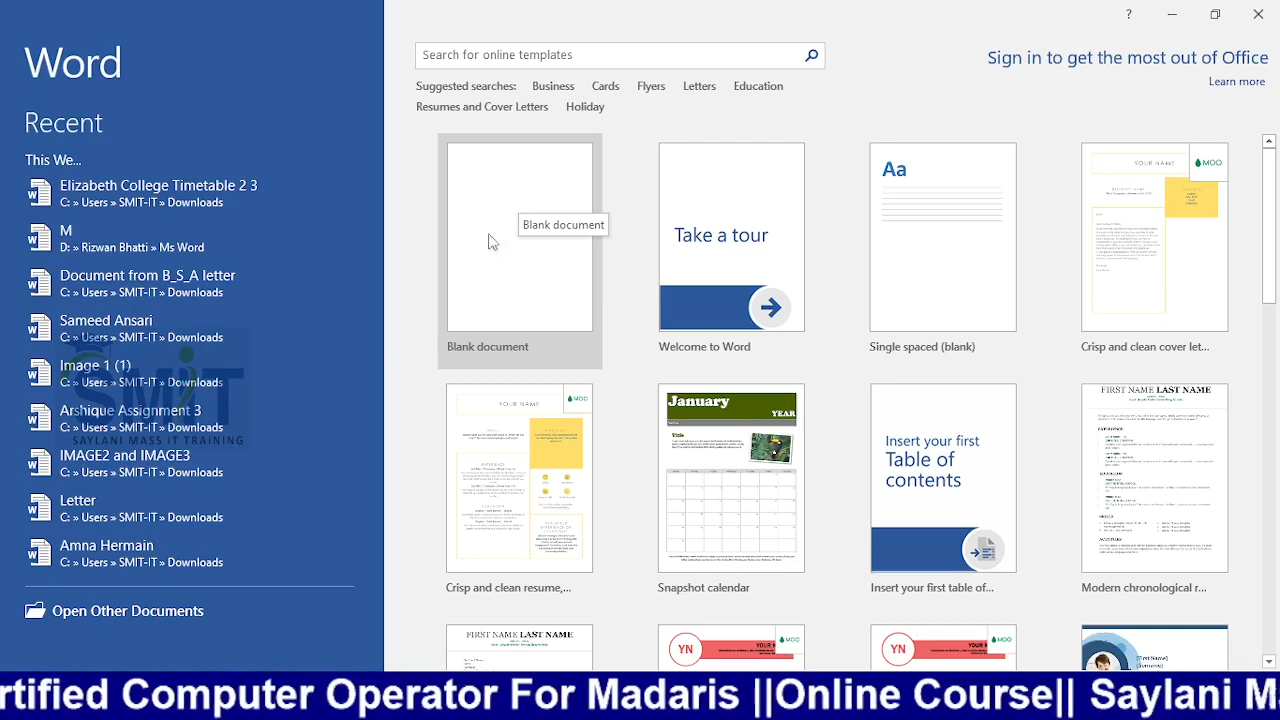 Word
Recent
This We...
Elizabeth College Timetable 2 3
C: » Users » SMIT-IT » Downloads
M
D: » Rizwan Bhatti » Ms Word
Document from B_S_A letter
C: » Users » SMIT-IT » Downloads
Sameed Ansari
C: » Users » SMIT-IT » Downloads
Image 1 (1)
C: » Users » SMIT-IT » Downloads
Arshique Assignment 3
C: » Users » SMIT-IT » Downloads
IMAGE2 and IMAGE3
C: » Users » SMIT-IT » Downloads
Letter
C: » Users » SMIT-IT » Downloads
Amna Hermain
C: » Users » SMIT-IT » Downloads
Open Other Documents
SMIT
SAYLANI MASS IT TRAINING
?
Search for online templates
Sign in to get the most out of Office
Learn more
Suggested searches: Business Cards Flyers Letters Education
Resumes and Cover Letters Holiday
Blank document
Blank document
Take a tour
Welcome to Word
Aa
Single spaced (blank)
YOUR NAME
MOO
Crisp and clean cover let...
YOUR NAME
MOO
Crisp and clean resume,...
January
YEAR
Title
Snapshot calendar
Insert your first
Table of
contents
Insert your first table of...
FIRST NAME LAST NAME
Modern chronological r...
FIRST NAME LAST NAME
YN
YOUR N
MOO
YN
YOUR N
MOO
[First Name]
rtified Computer Operator For Madaris ||Online Course|| Saylani M